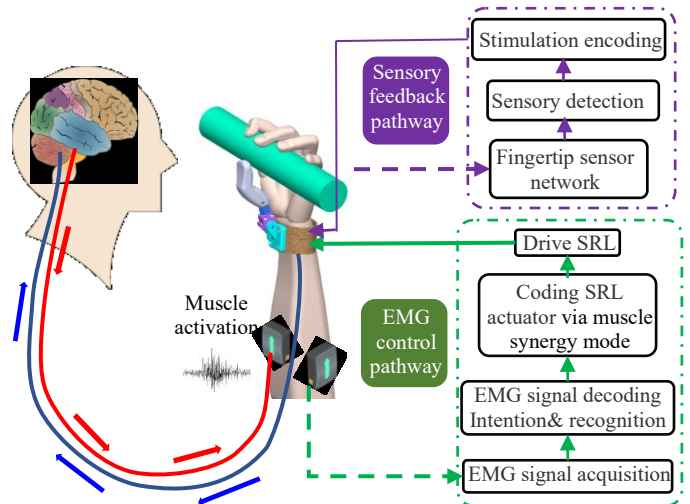 Stimulation encoding
Sensory
feedback
pathway
Sensory detection
Fingertip sensor
network
Drive SRL
Muscle
activation
EMG
control
pathway
Coding SRL
actuator via muscle
synergy mode
EMG signal decoding
Intention& recognition
EMG signal acquisition